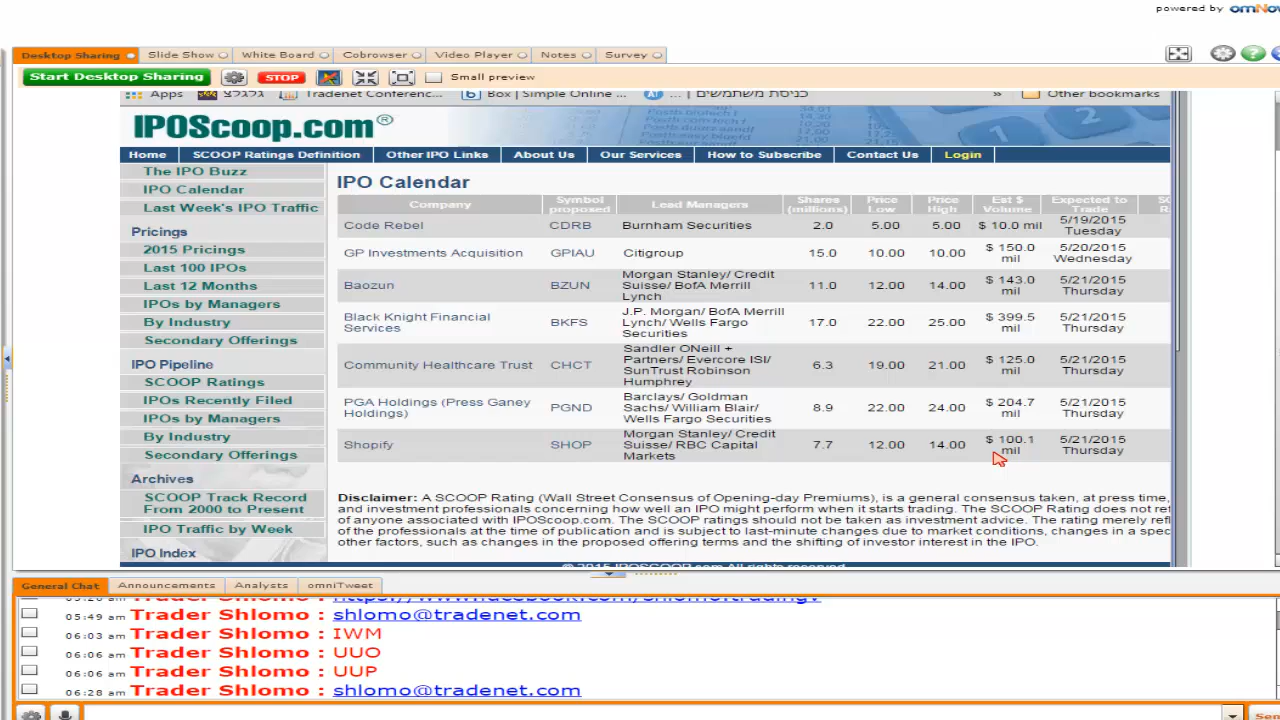 powered by
Desktop Sharing Slide Show White Board Cobrowser Video Player Notes Survey
Start Desktop Sharing STOP Small preview
Apps גלגלצ Tradenet Conferenc... Box | Simple Online ... ... | כניסת משתמשים » Other bookmarks
IPOScoop.com®
Home SCOOP Ratings Definition Other IPO Links About Us Our Services How to Subscribe Contact Us Login
The IPO Buzz
IPO Calendar
Last Week's IPO Traffic
Pricings
2015 Pricings
Last 100 IPOs
Last 12 Months
IPOs by Managers
By Industry
Secondary Offerings
IPO Pipeline
SCOOP Ratings
IPOs Recently Filed
IPOs by Managers
By Industry
Secondary Offerings
Archives
SCOOP Track Record
From 2000 to Present
IPO Traffic by Week
IPO Index
IPO Calendar
Company Symbol proposed Lead Managers Shares (millions) Price Low Price High Est $ Volume Expected to Trade
Code Rebel CDRB Burnham Securities 2.0 5.00 5.00 $ 10.0 mil 5/19/2015 Tuesday
GP Investments Acquisition GPIAU Citigroup 15.0 10.00 10.00 $ 150.0 mil 5/20/2015 Wednesday
Baozun BZUN Morgan Stanley/ Credit Suisse/ BofA Merrill Lynch 11.0 12.00 14.00 $ 143.0 mil 5/21/2015 Thursday
Black Knight Financial Services BKFS J.P. Morgan/ BofA Merrill Lynch/ Wells Fargo Securities 17.0 22.00 25.00 $ 399.5 mil 5/21/2015 Thursday
Community Healthcare Trust CHCT Sandler ONeill + Partners/ Evercore ISI/ SunTrust Robinson Humphrey 6.3 19.00 21.00 $ 125.0 mil 5/21/2015 Thursday
PGA Holdings (Press Ganey Holdings) PGND Barclays/ Goldman Sachs/ William Blair/ Wells Fargo Securities 8.9 22.00 24.00 $ 204.7 mil 5/21/2015 Thursday
Shopify SHOP Morgan Stanley/ Credit Suisse/ RBC Capital Markets 7.7 12.00 14.00 $ 100.1 mil 5/21/2015 Thursday
Disclaimer: A SCOOP Rating (Wall Street Consensus of Opening-day Premiums), is a general consensus taken, at press time,
and investment professionals concerning how well an IPO might perform when it starts trading. The SCOOP Rating does not ref
of anyone associated with IPOScoop.com. The SCOOP ratings should not be taken as investment advice. The rating merely refl
of the professionals at the time of publication and is subject to last-minute changes due to market conditions, changes in a spec
other factors, such as changes in the proposed offering terms and the shifting of investor interest in the IPO.
© 2015 IPOSCOOP.com All rights reserved
General Chat Announcements Analysts omniTweet
Trader Shlomo :
05:49 am Trader Shlomo : shlomo@tradenet.com
06:03 am Trader Shlomo : IWM
06:06 am Trader Shlomo : UUO
06:06 am Trader Shlomo : UUP
06:28 am Trader Shlomo : shlomo@tradenet.com